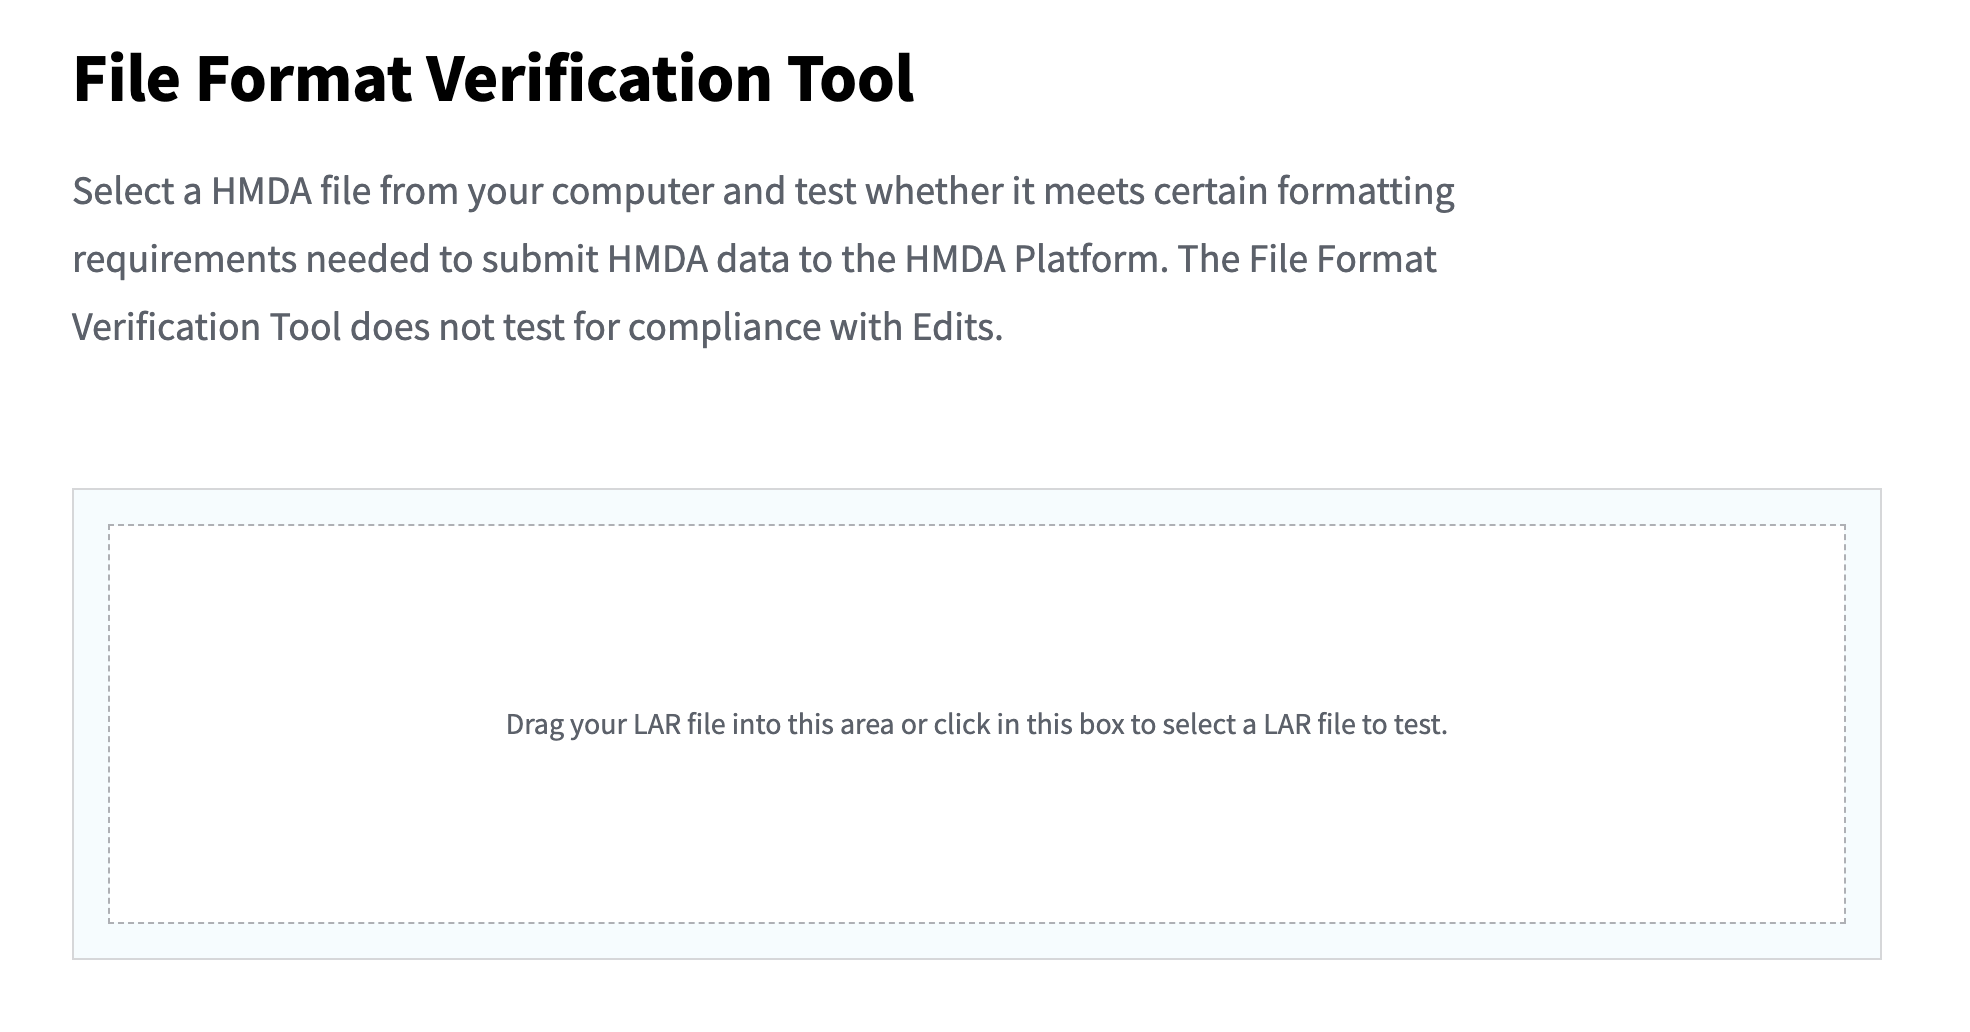 File Format Verification Tool
Select a HMDA file from your computer and test whether it meets certain formatting
requirements needed to submit HMDA data to the HMDA Platform. The File Format
Verification Tool does not test for compliance with Edits.
Drag your LAR file into this area or click in this box to select a LAR file to test.